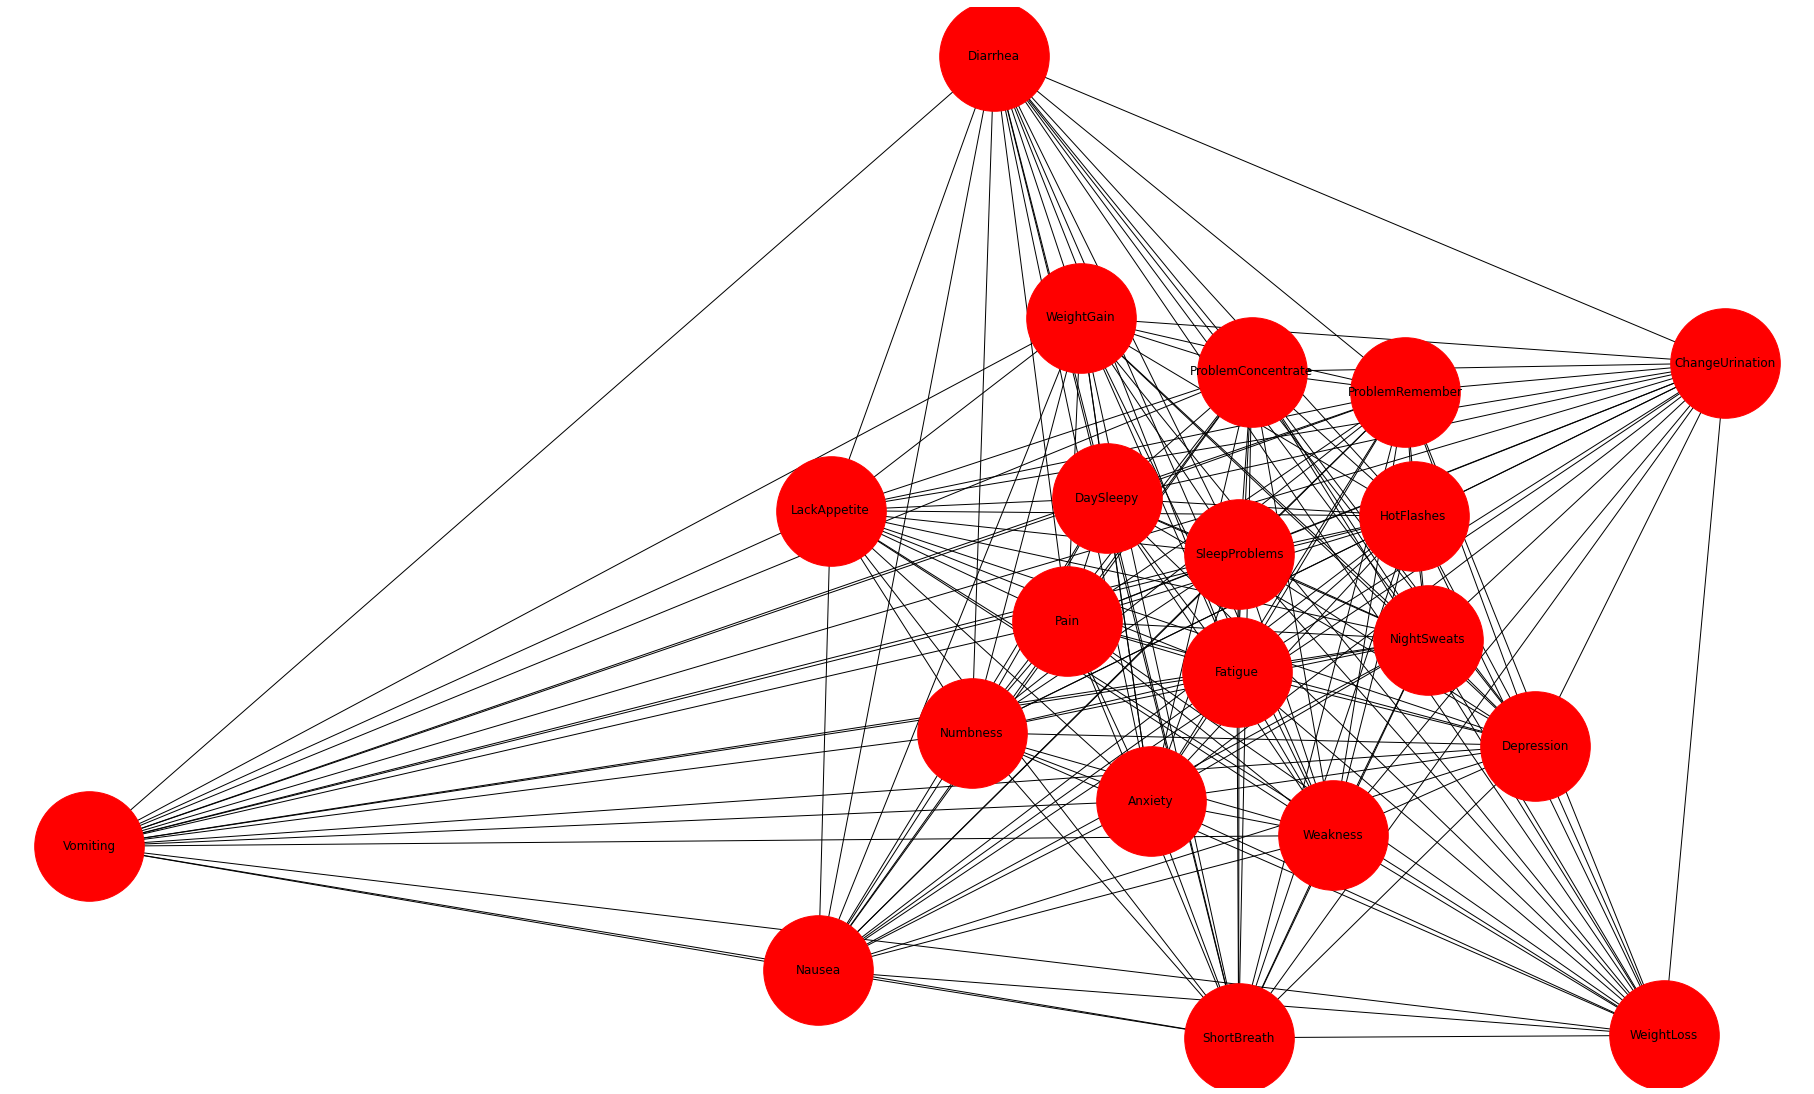 Diarrhea
WeightGain
ProblemConcentrate
ChangeUrination
ProblemRemember
DaySleepy
LackAppetite
HotFlashes
SleepProblems
Pain
NightSweats
Fatigue
Numbness
Depression
Anxiety
Weakness
Vomiting
Nausea
WeightLoss
ShortBreath